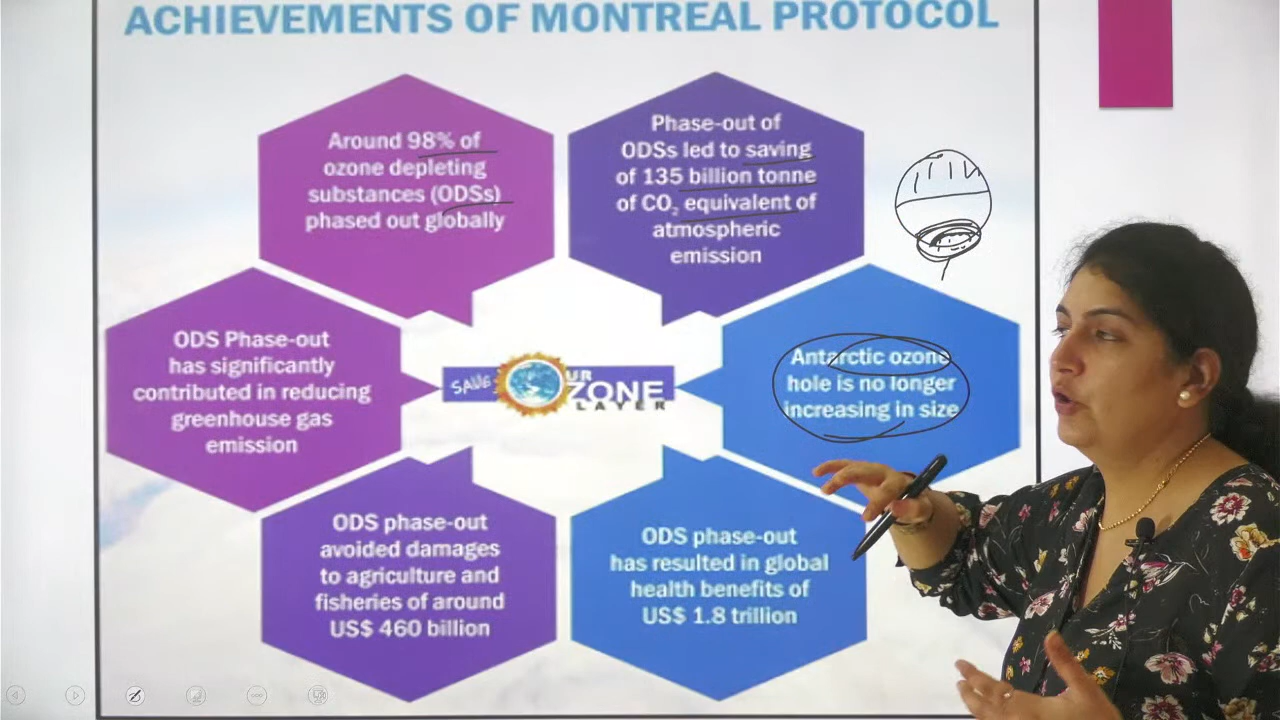 ACHIEVEMENTS OF MONTREAL PROTOCOL
Around 98% of
ozone depleting
substances (ODSs)
phased out globally
Phase-out of
ODSs led to saving
of 135 billion tonne
of CO₂ equivalent of
atmospheric
emission
ODS Phase-out
has significantly
contributed in reducing
greenhouse gas
emission
SAVE OUR
OZONE
LAYER
Antarctic ozone
hole is no longer
increasing in size
ODS phase-out
avoided damages
to agriculture and
fisheries of around
US$ 460 billion
ODS phase-out
has resulted in global
health benefits of
US$ 1.8 trillion